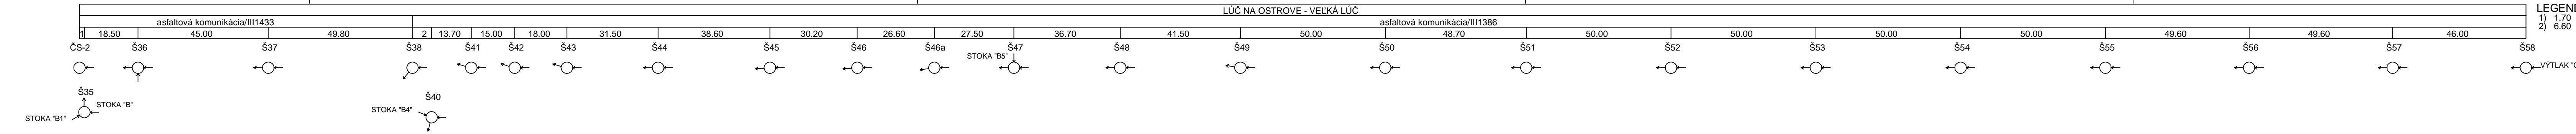 LÚČ NA OSTROVE - VEĽKÁ LÚČ
LEGEND
asfaltová komunikácia/III1433 asfaltová komunikácia/III1386
1) 1.70
2) 6.60
1 18.50 45.00 49.80 2 13.70 15.00 18.00 31.50 38.60 30.20 26.60 27.50 36.70 41.50 50.00 48.70 50.00 50.00 50.00 50.00 49.60 49.60 46.00
ČS-2 Š36 Š37 Š38 Š41 Š42 Š43 Š44 Š45 Š46 Š46a Š47 Š48 Š49 Š50 Š51 Š52 Š53 Š54 Š55 Š56 Š57 Š58
STOKA "B5"
VÝTLAK "C
Š35 Š40
STOKA "B"
STOKA "B4"
STOKA "B1"